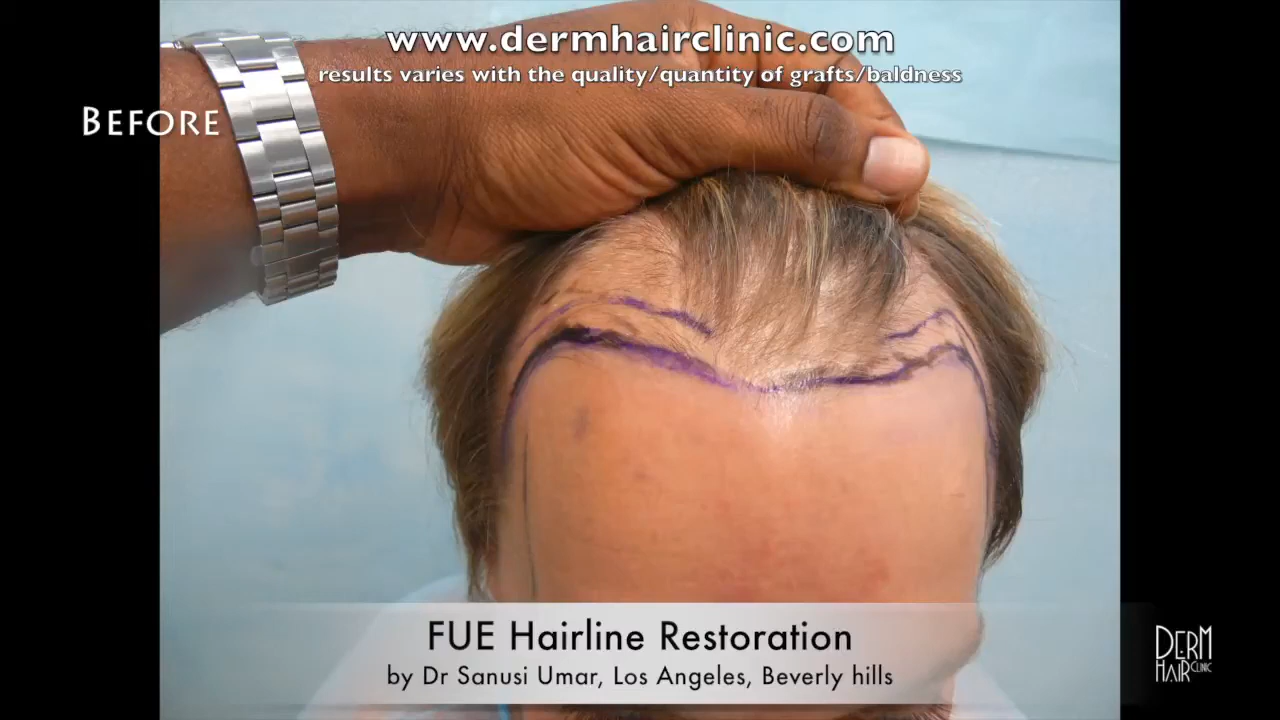 www.dermhairclinic.com
results varies with the quality/quantity of grafts/baldness
BEFORE
FUE Hairline Restoration
by Dr Sanusi Umar, Los Angeles, Beverly hills
DERM
HAIR CLINIC